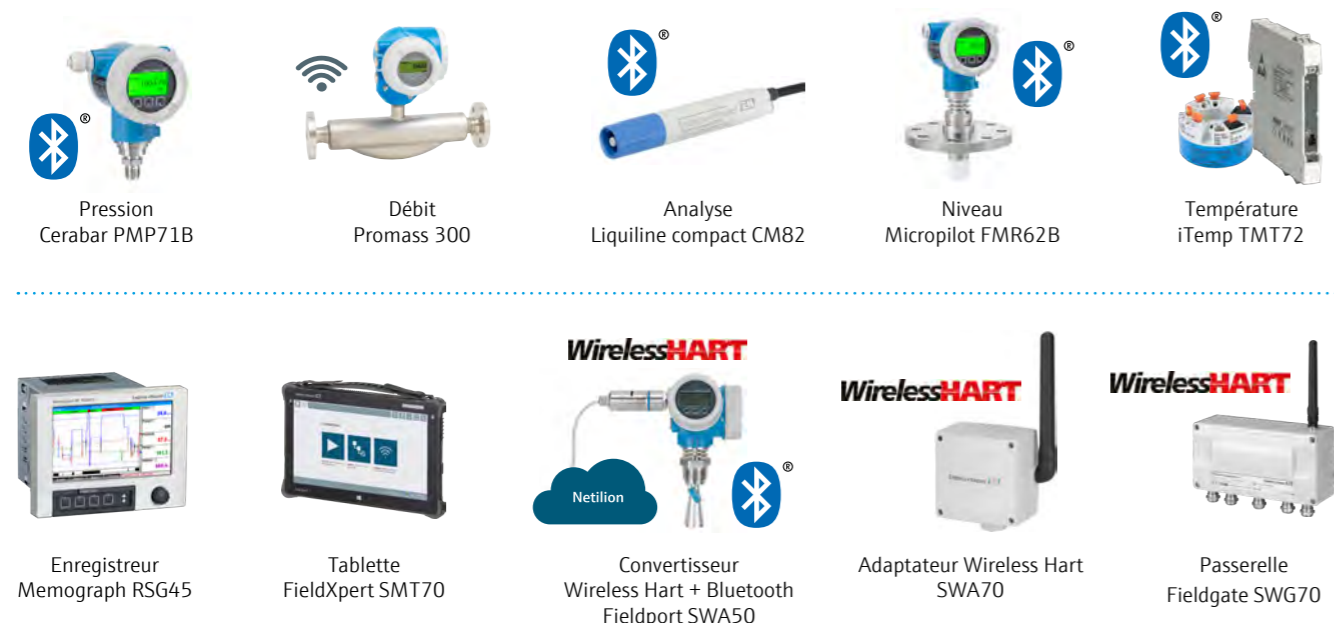 ®
®
®
®
Pression
Cerabar PMP71B
Débit
Promass 300
Analyse
Liquiline compact CM82
Niveau
Micropilot FMR62B
Température
iTemp TMT72
WirelessHART
WirelessHART
WirelessHART
Netilion
®
Enregistreur
Memograph RSG45
Tablette
FieldXpert SMT70
Convertisseur
Wireless Hart + Bluetooth
Fieldport SWA50
Adaptateur Wireless Hart
SWA70
Passerelle
Fieldgate SWG70